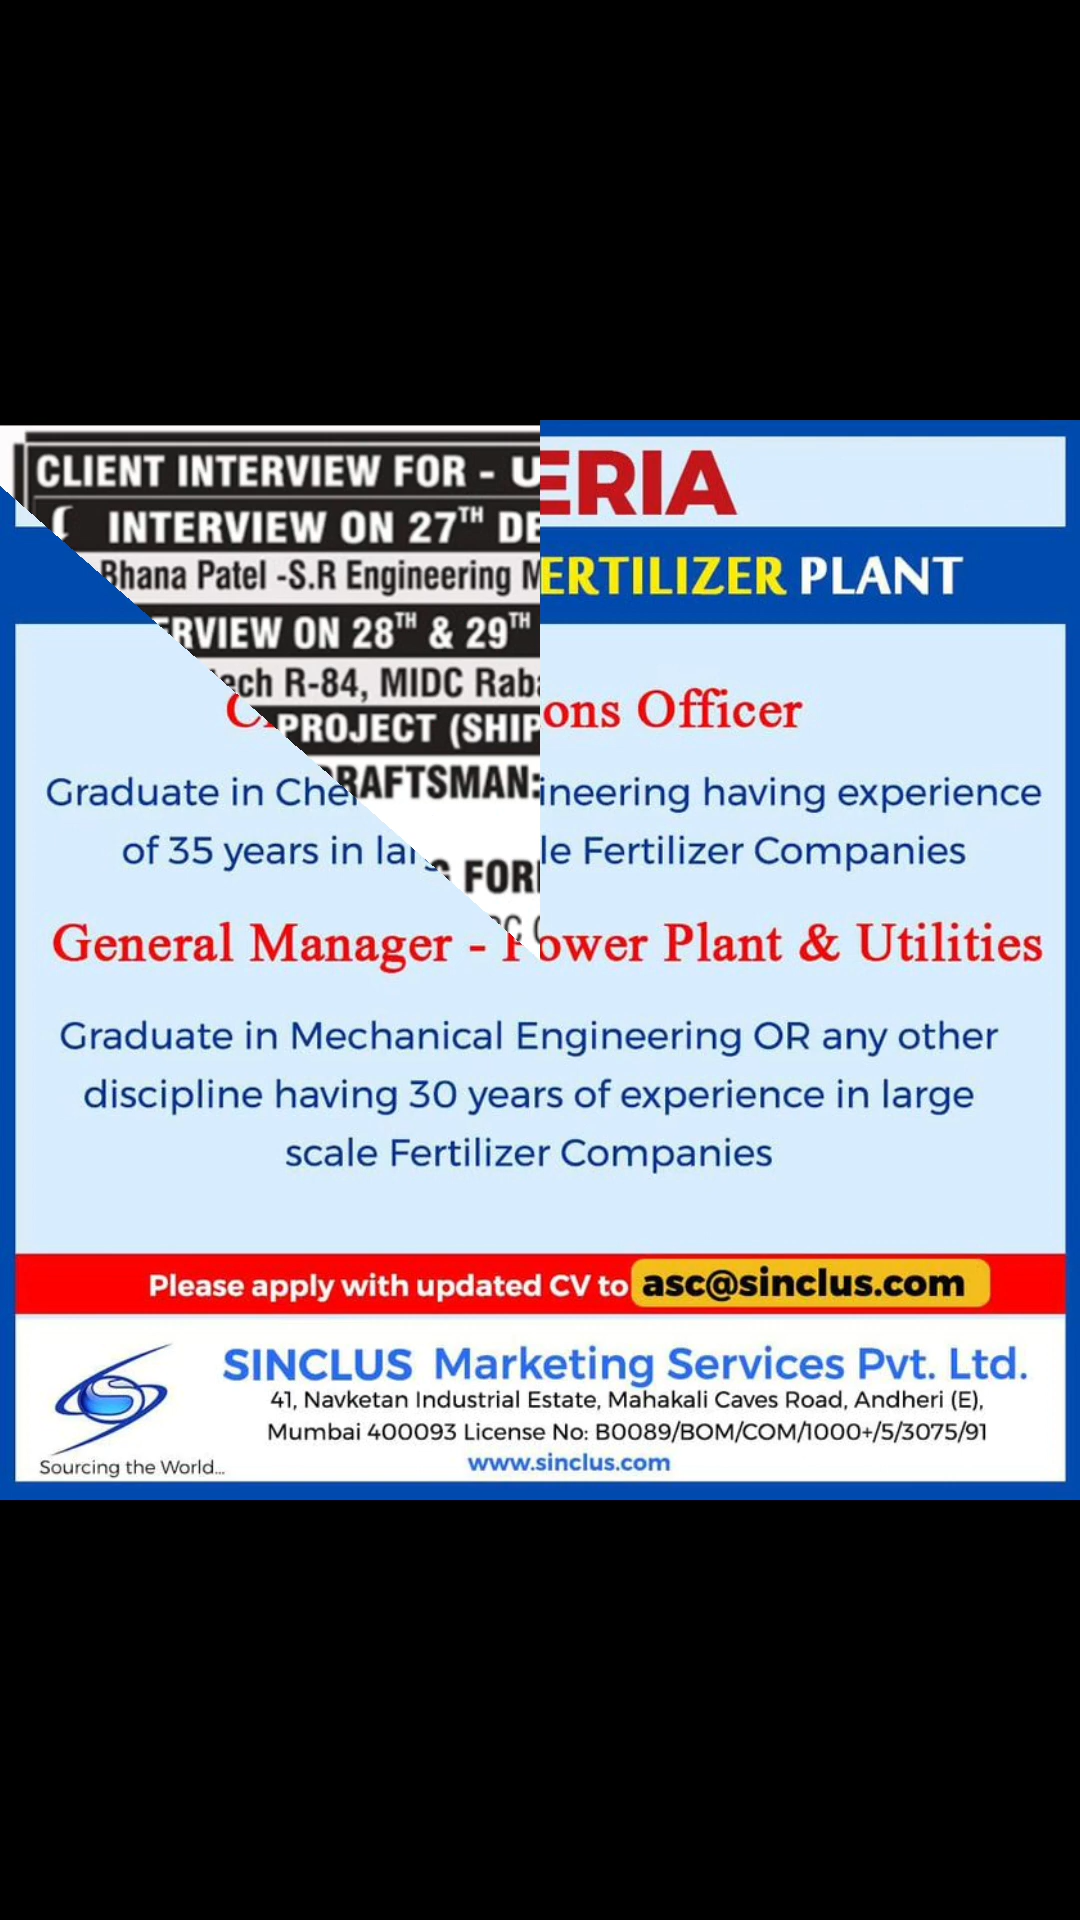 CLIENT INTERVIEW FOR - U
INTERVIEW ON 27TH DE
Bhana Patel -S.R Engineering M
RVIEW ON 28TH & 29TH
ech R-84, MIDC Rab
PROJECT (SHIP
RAFTSMAN:
FOR
ERIA
ERTILIZER PLANT
ons Officer
Graduate in Che
ineering having experience
of 35 years in la
le Fertilizer Companies
General Manager - Power Plant & Utilities
Graduate in Mechanical Engineering OR any other
discipline having 30 years of experience in large
scale Fertilizer Companies
Please apply with updated CV to asc@sinclus.com
SINCLUS Marketing Services Pvt. Ltd.
41, Navketan Industrial Estate, Mahakali Caves Road, Andheri (E),
Mumbai 400093 License No: B0089/BOM/COM/1000+/5/3075/91
www.sinclus.com
Sourcing the World...